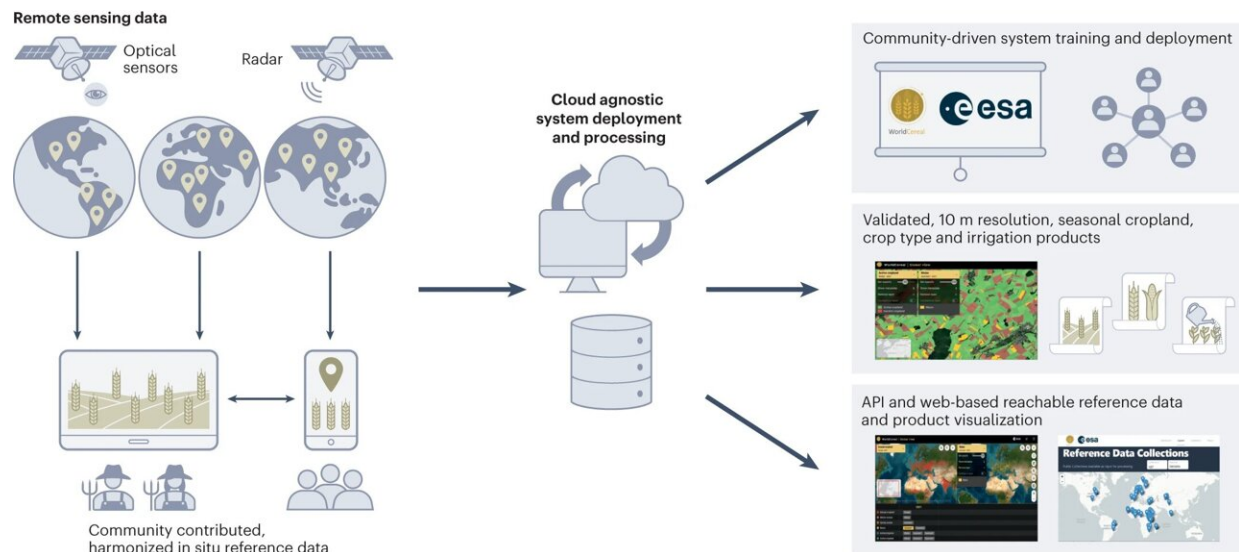 Remote sensing data
Optical
sensors
Radar
Community contributed,
harmonized in situ reference data
Cloud agnostic
system deployment
and processing
Community-driven system training and deployment
WorldCereal
esa
Validated, 10 m resolution, seasonal cropland,
crop type and irrigation products
API and web-based reachable reference data
and product visualization
esa
Reference Data Collections